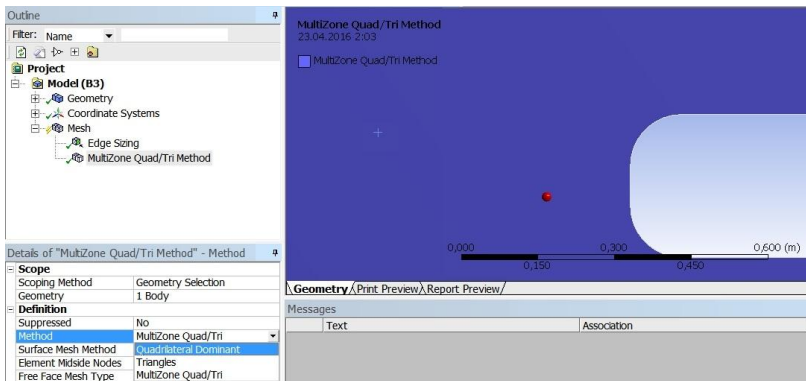 Outline
Filter: Name
Project
Model (B3)
Geometry
Coordinate Systems
Mesh
Edge Sizing
MultiZone Quad/Tri Method
Details of "MultiZone Quad/Tri Method" - Method
Scope
Scoping Method Geometry Selection
Geometry 1 Body
Definition
Suppressed No
Method MultiZone Quad/Tri
Surface Mesh Method Quadrilateral Dominant
Element Midside Nodes Triangles
Free Face Mesh Type MultiZone Quad/Tri
MultiZone Quad/Tri Method
23.04.2016 2:03
MultiZone Quad/Tri Method
0,000 0,300 0,600 (m)
0,150 0,450
Geometry Print Preview Report Preview
Messages
Text Association